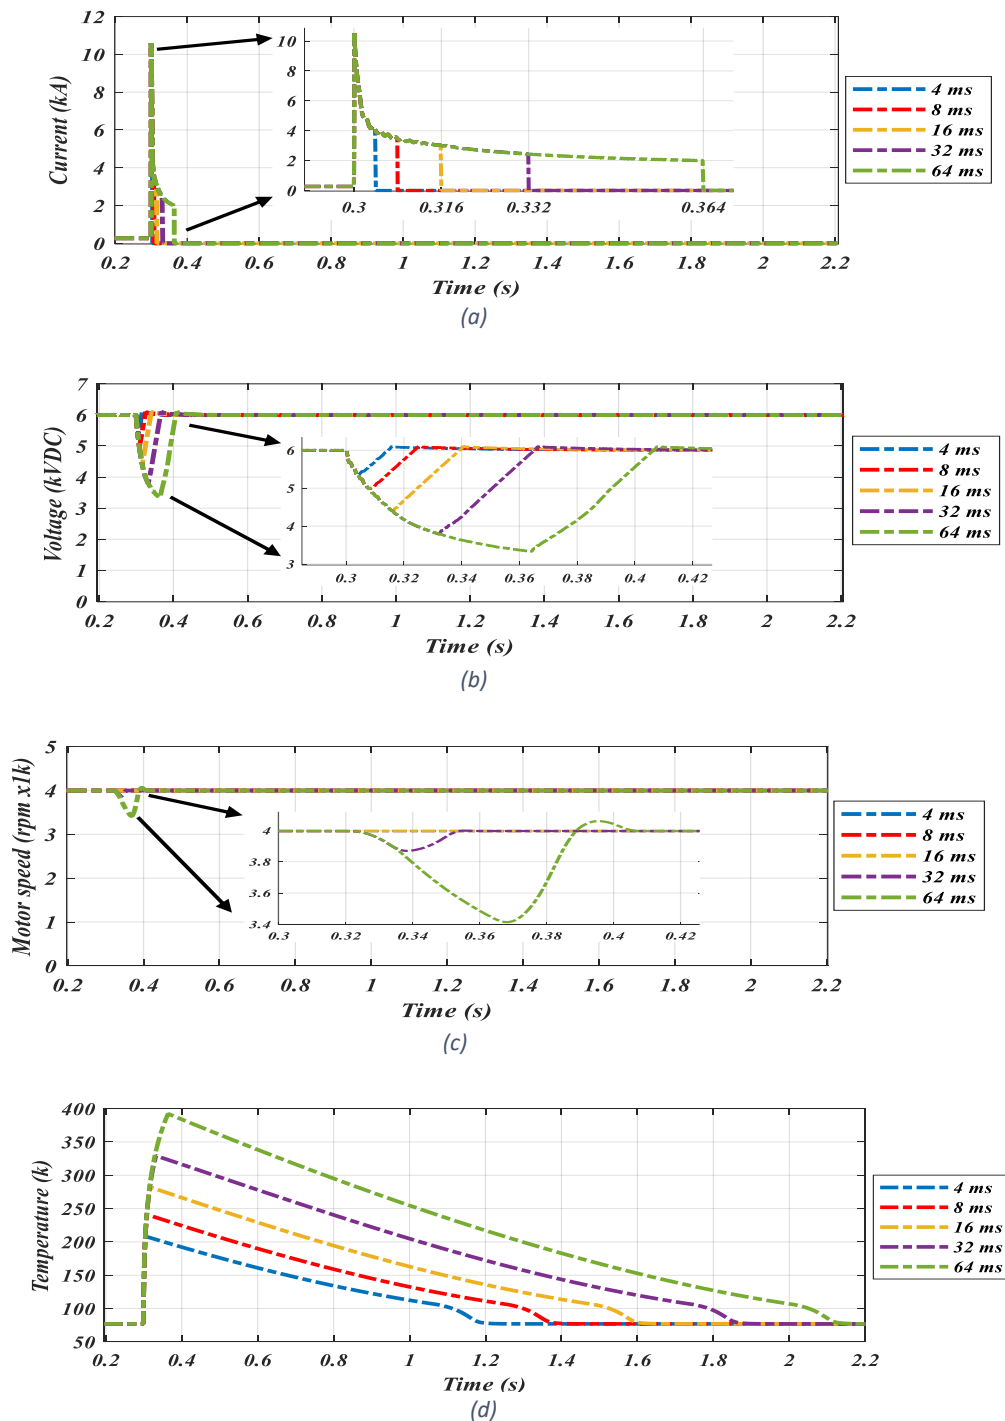 12
10
8
6
4
2
0
Current (kA)
10
8
6
4
2
0
0.3 0.316 0.332 0.364
0.2 0.4 0.6 0.8 1 1.2 1.4 1.6 1.8 2 2.2
Time (s)
4 ms
8 ms
16 ms
32 ms
64 ms
(a)
7
6
5
4
3
2
1
0
Voltage (kVDC)
6
5
4
3
0.3 0.32 0.34 0.36 0.38 0.4 0.42
0.2 0.4 0.6 0.8 1 1.2 1.4 1.6 1.8 2 2.2
Time (s)
4 ms
8 ms
16 ms
32 ms
64 ms
(b)
5
4
3
2
1
0
Motor speed (rpm x1k)
4
3.8
3.6
3.4
0.3 0.32 0.34 0.36 0.38 0.4 0.42
0.2 0.4 0.6 0.8 1 1.2 1.4 1.6 1.8 2 2.2
Time (s)
4 ms
8 ms
16 ms
32 ms
64 ms
(c)
400
350
300
250
200
150
100
50
Temperature (k)
0.2 0.4 0.6 0.8 1 1.2 1.4 1.6 1.8 2 2.2
Time (s)
4 ms
8 ms
16 ms
32 ms
64 ms
(d)